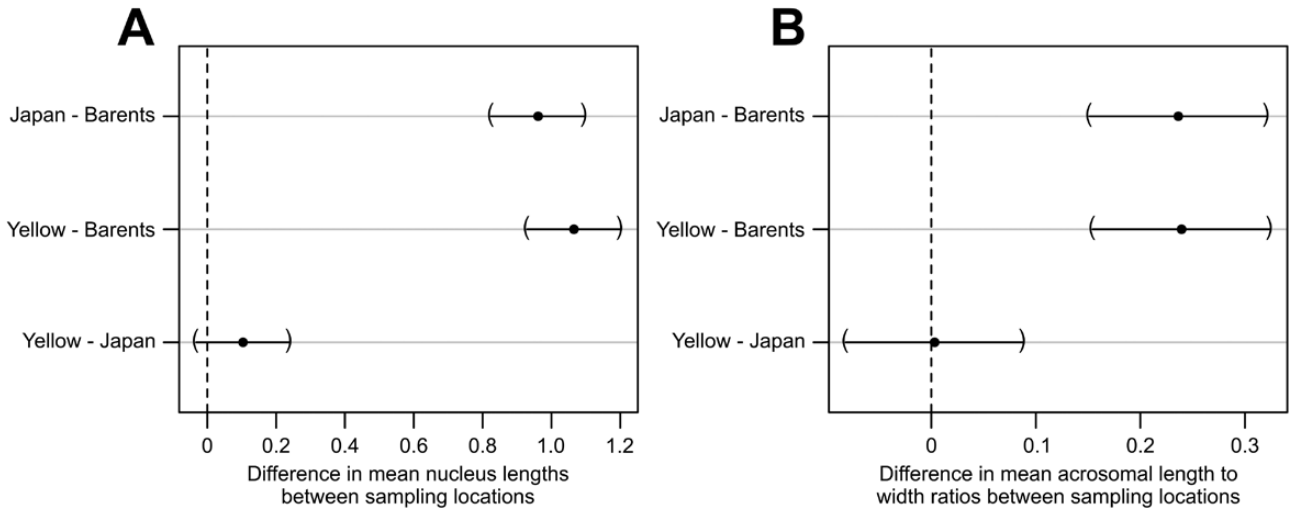 A
Japan - Barents
Yellow - Barents
Yellow - Japan
0 0.2 0.4 0.6 0.8 1.0 1.2
Difference in mean nucleus lengths
between sampling locations
B
Japan - Barents
Yellow - Barents
Yellow - Japan
0 0.1 0.2 0.3
Difference in mean acrosomal length to
width ratios between sampling locations